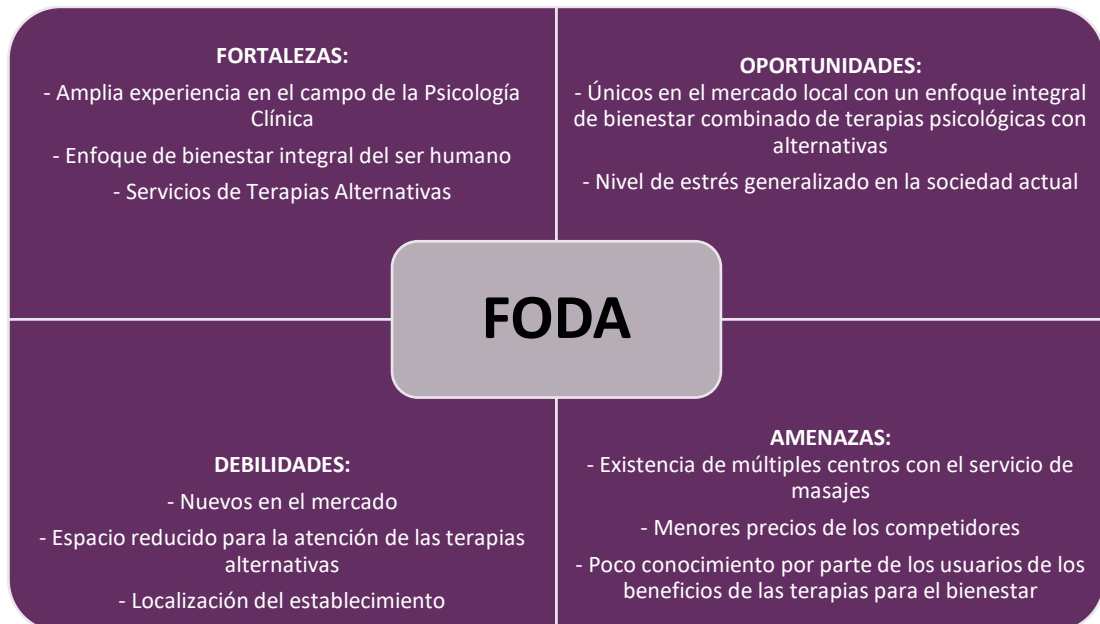 FORTALEZAS:
- Amplia experiencia en el campo de la Psicología
Clínica
- Enfoque de bienestar integral del ser humano
- Servicios de Terapias Alternativas
OPORTUNIDADES:
- Únicos en el mercado local con un enfoque integral
de bienestar combinado de terapias psicológicas con
alternativas
- Nivel de estrés generalizado en la sociedad actual
FODA
DEBILIDADES:
- Nuevos en el mercado
- Espacio reducido para la atención de las terapias
alternativas
- Localización del establecimiento
AMENAZAS:
- Existencia de múltiples centros con el servicio de
masajes
- Menores precios de los competidores
- Poco conocimiento por parte de los usuarios de los
beneficios de las terapias para el bienestar